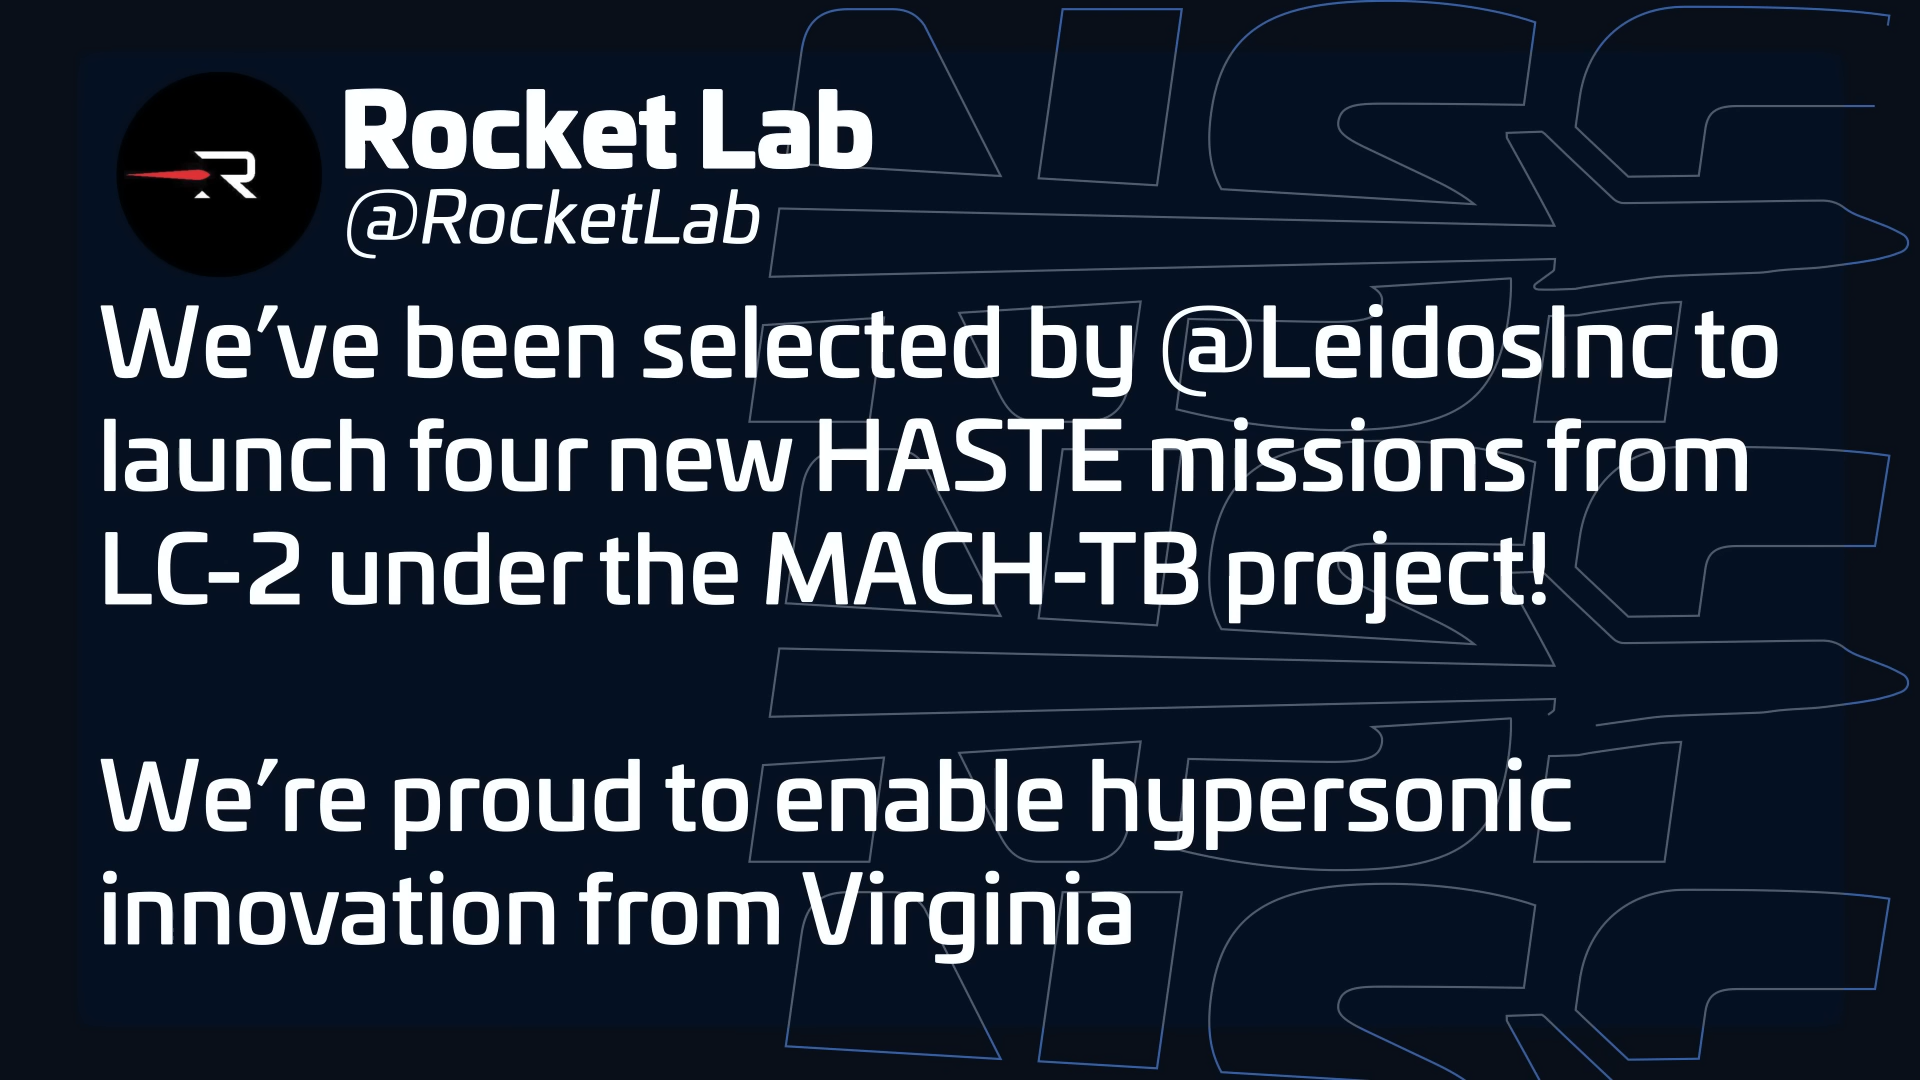 Rocket Lab
@RocketLab
We’ve been selected by @LeidosInc to
launch four new HASTE missions from
LC-2 under the MACH-TB project!
We’re proud to enable hypersonic
innovation from Virginia